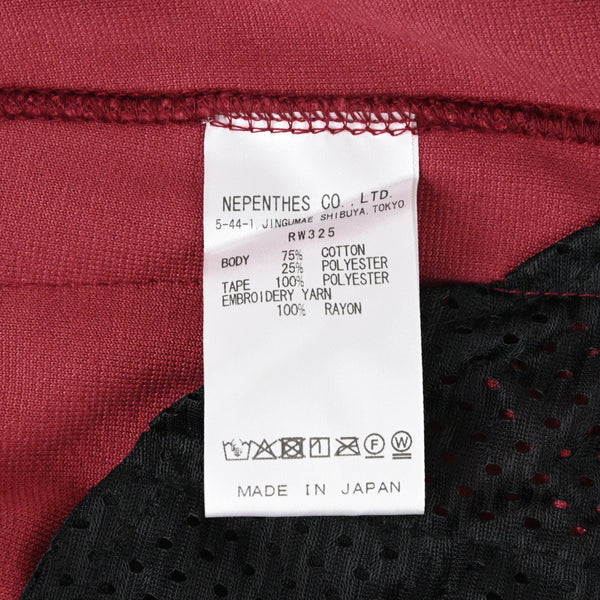 NEPENTHES CO.,LTD.
5-44-1, JINGUMAE SHIBUYA, TOKYO
RW325
BODY 75% COTTON
25% POLYESTER
TAPE 100% POLYESTER
EMBROIDERY YARN
100% RAYON
F W
MADE IN JAPAN